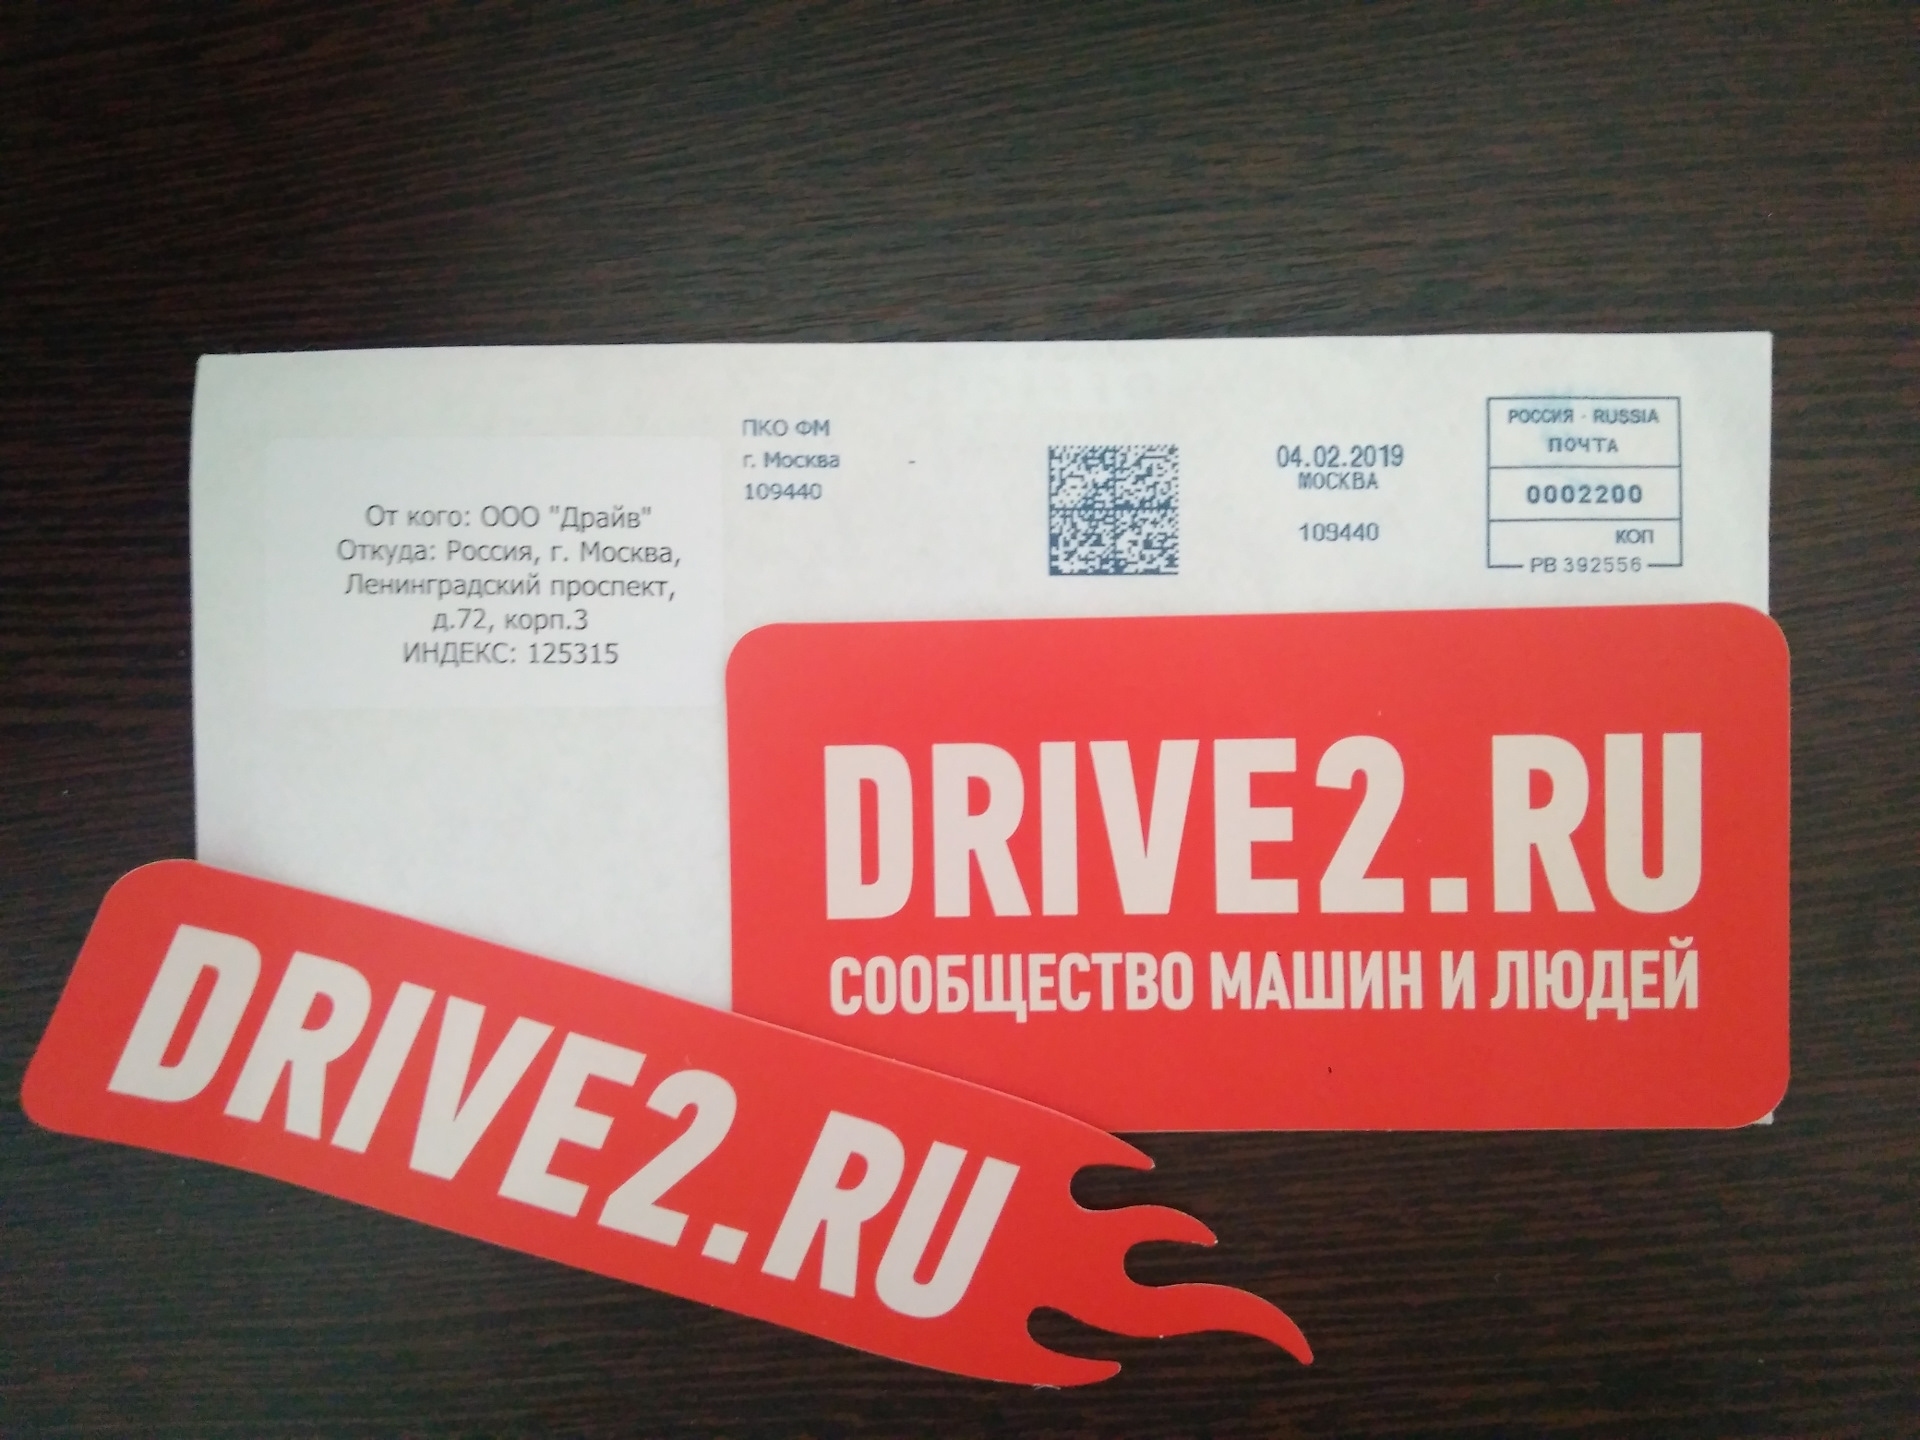 ПКО ФМ
г. Москва
109440
04.02.2019
МОСКВА
109440
РОССИЯ · RUSSIA
ПОЧТА
0002200
КОП
РВ 392556
От кого: ООО "Драйв"
Откуда: Россия, г. Москва,
Ленинградский проспект,
д.72, корп.3
ИНДЕКС: 125315
DRIVE2.RU
СООБЩЕСТВО МАШИН И ЛЮДЕЙ
DRIVE2.RU